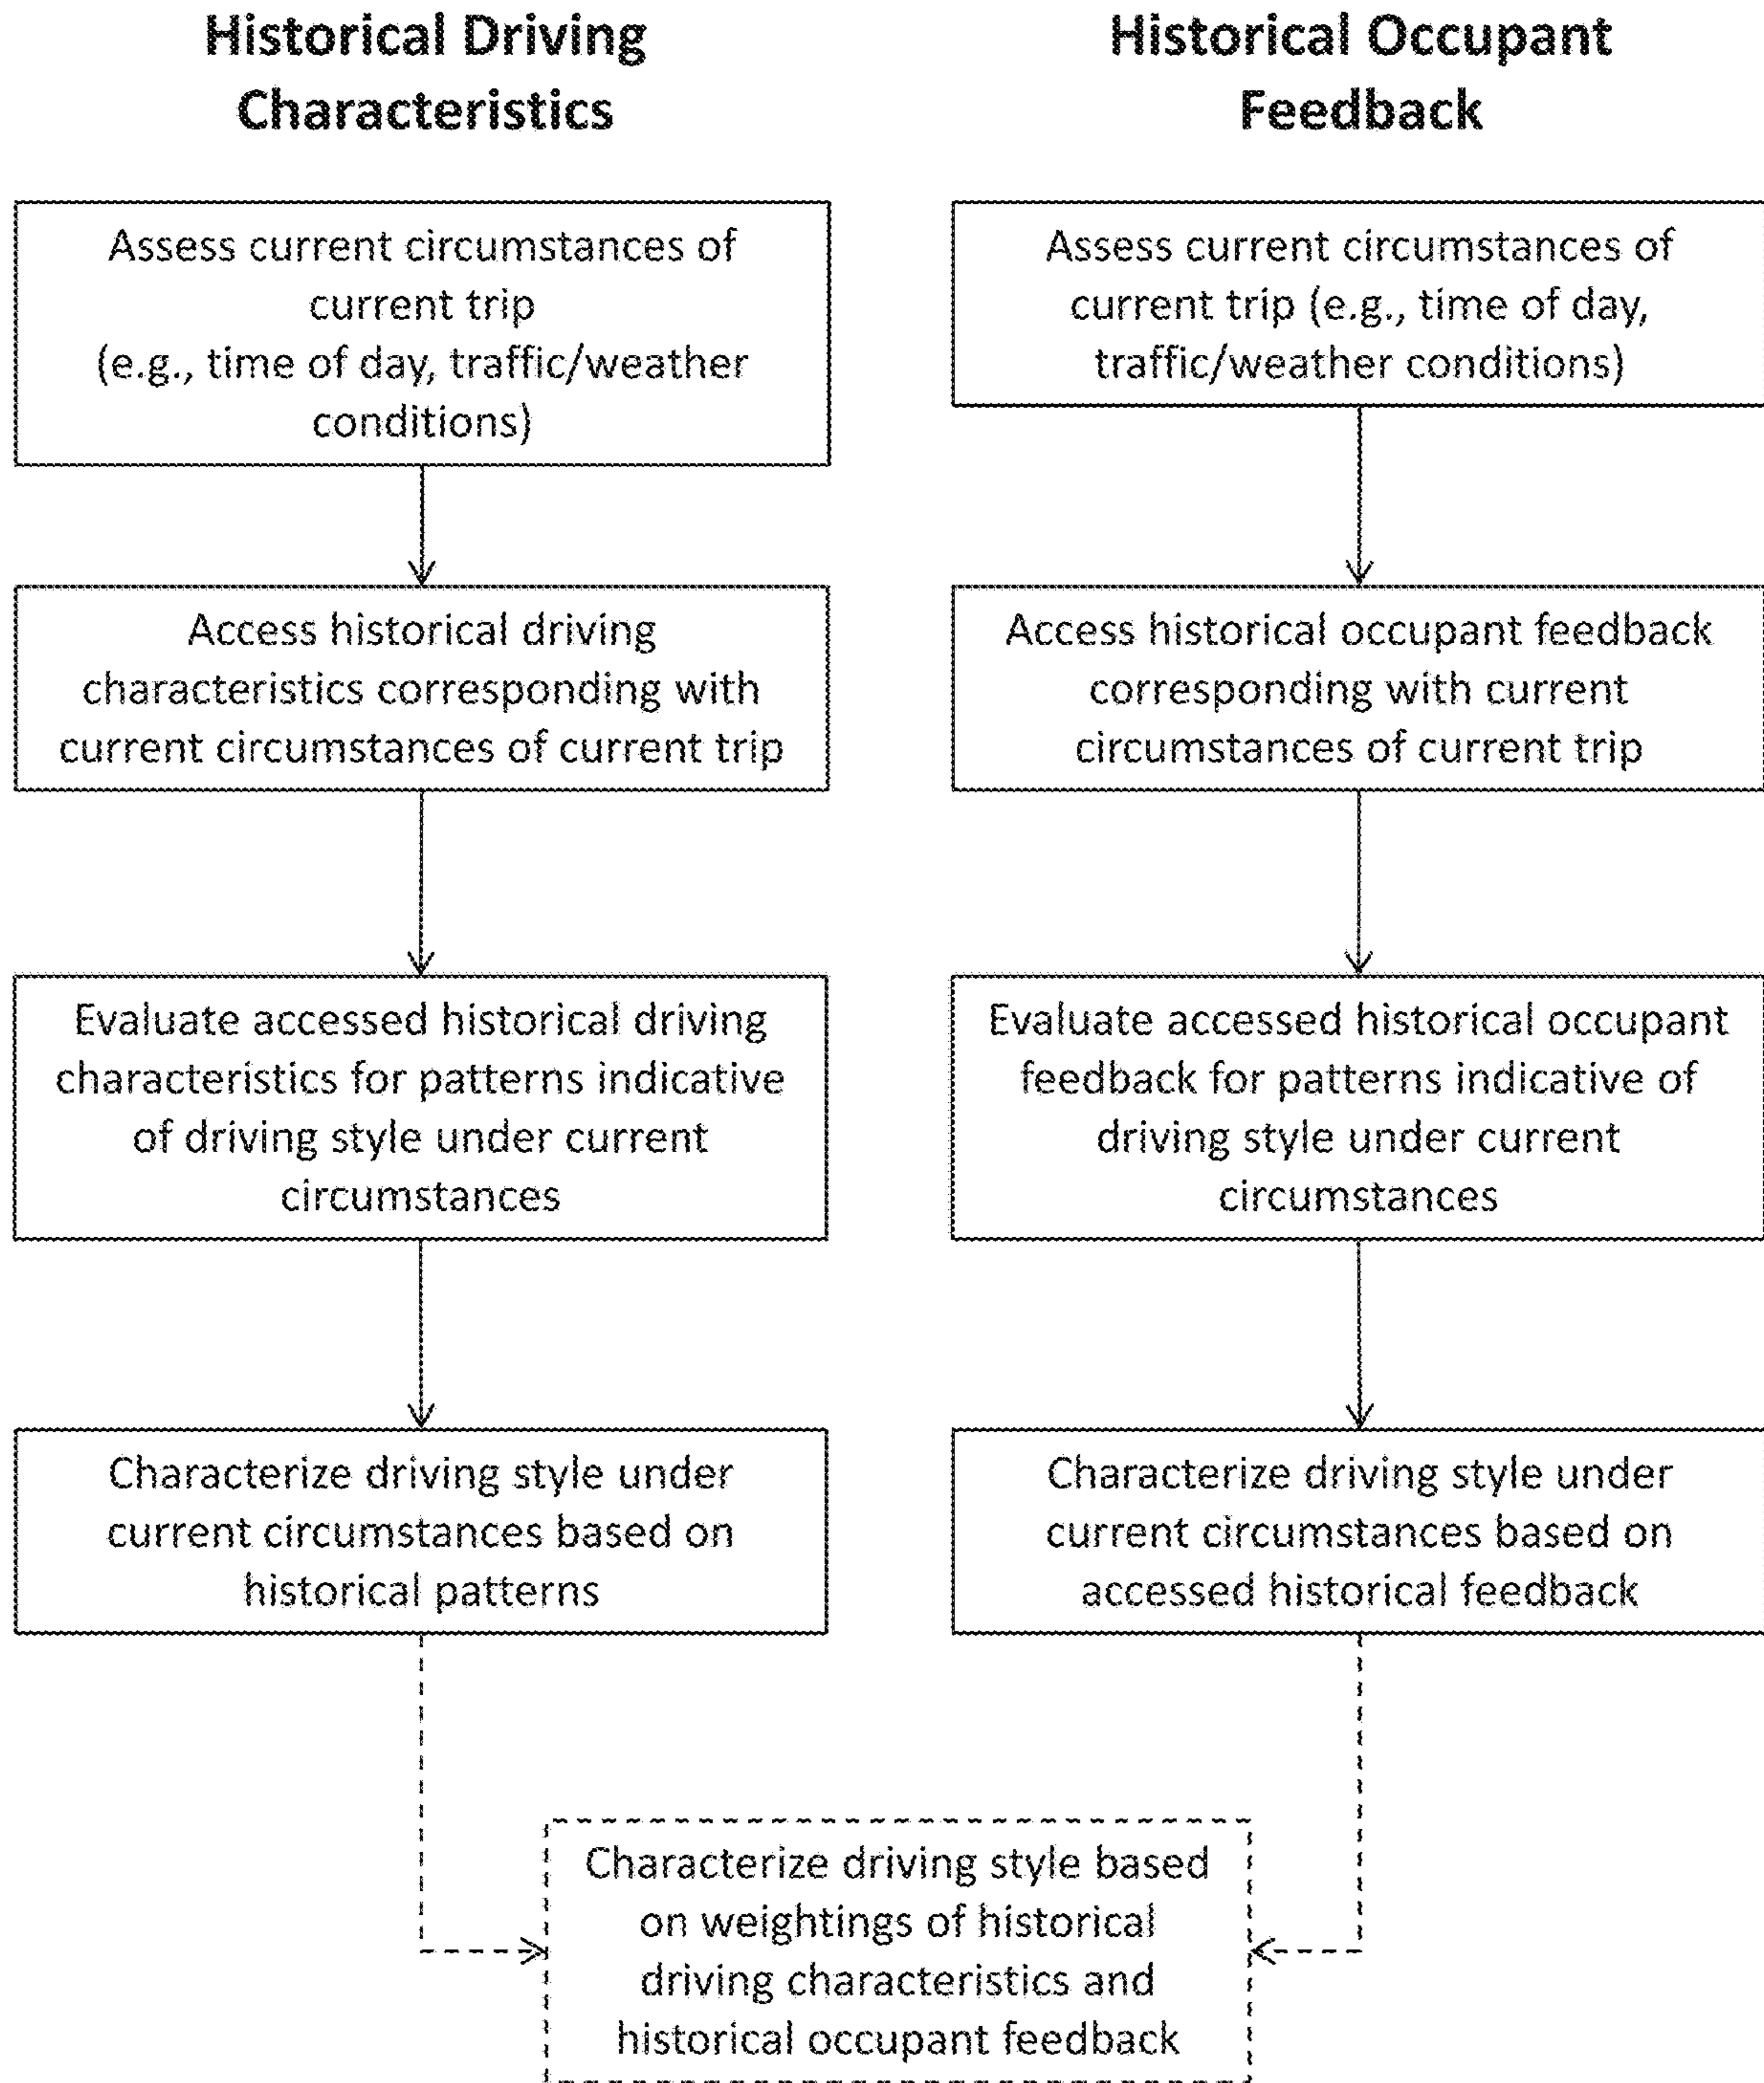 Historical Driving
Characteristics
Assess current circumstances of
current trip
(e.g., time of day, traffic/weather
conditions)
Access historical driving
characteristics corresponding with
current circumstances of current trip
Evaluate accessed historical driving
characteristics for patterns indicative
of driving style under current
circumstances
Characterize driving style under
current circumstances based on
historical patterns
Historical Occupant
Feedback
Assess current circumstances of
current trip (e.g., time of day,
traffic/weather conditions)
Access historical occupant feedback
corresponding with current
circumstances of current trip
Evaluate accessed historical occupant
feedback for patterns indicative of
driving style under current
circumstances
Characterize driving style under
current circumstances based on
accessed historical feedback
Characterize driving style based
on weightings of historical
driving characteristics and
historical occupant feedback